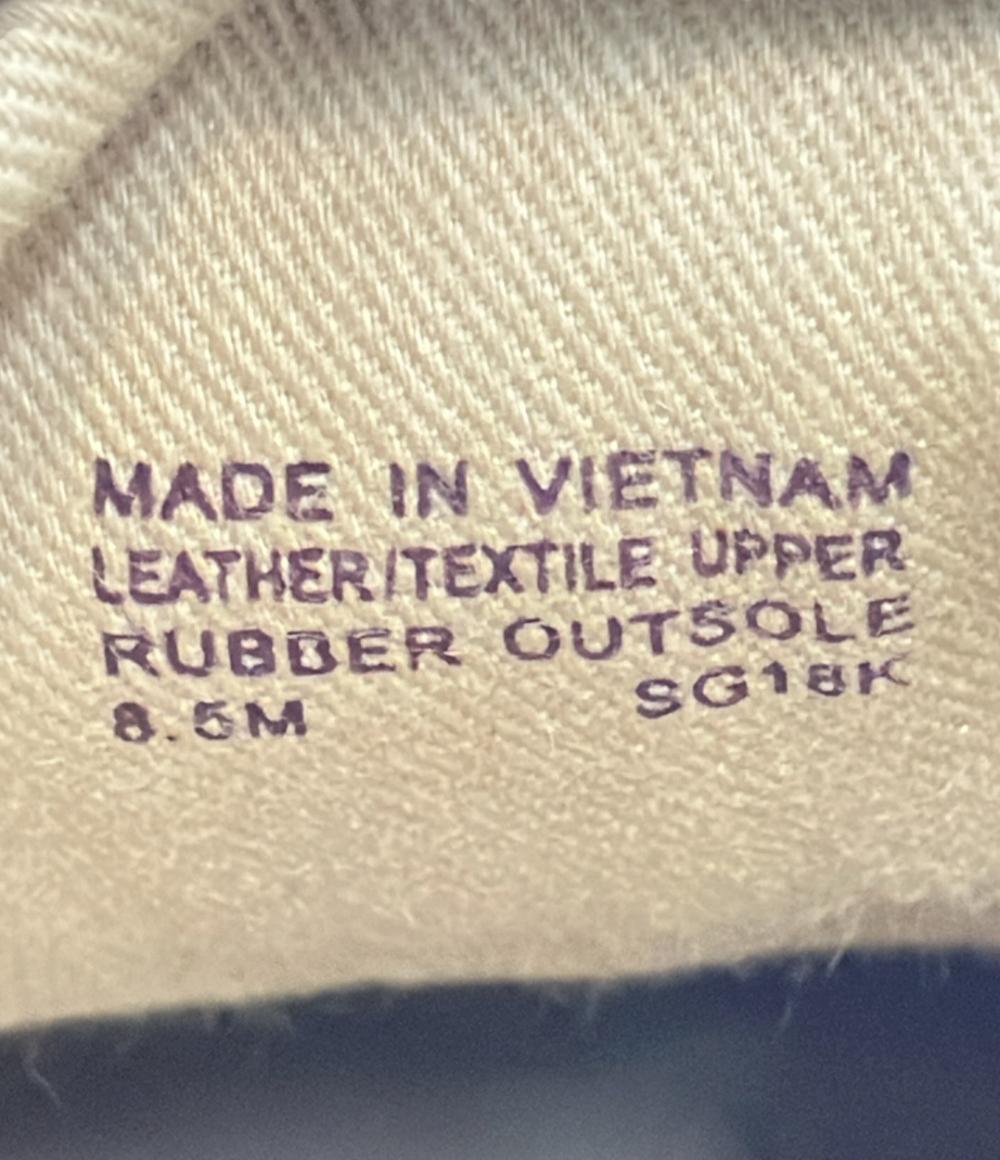 MADE IN VIETNAM
LEATHER/TEXTILE UPPER
RUBBER OUTSOLE
8.5M SG18K